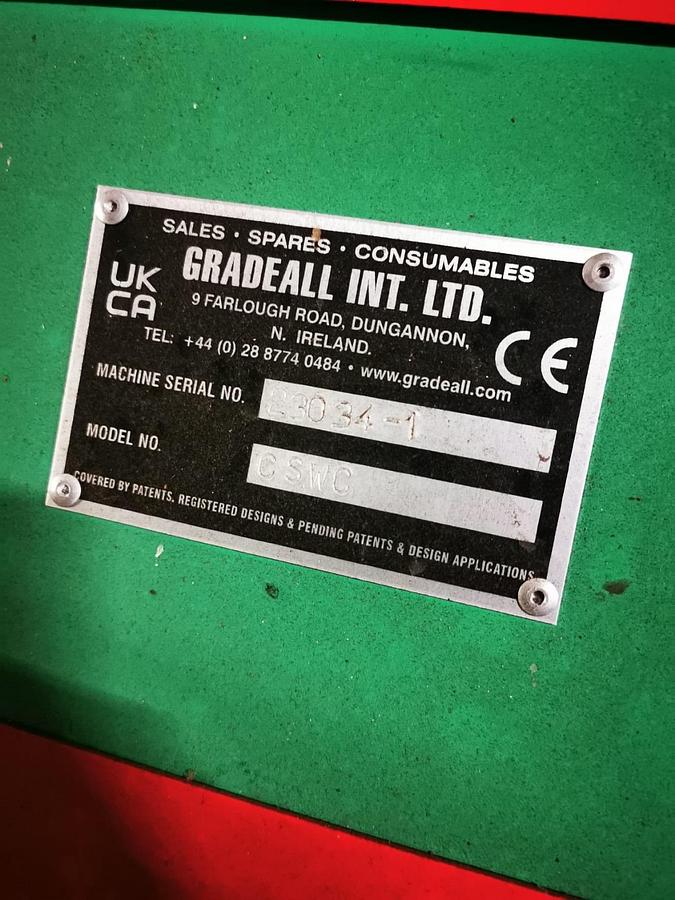 SALES · SPARES · CONSUMABLES
GRADEALL INT. LTD.
UK
CA
9 FARLOUGH ROAD, DUNGANNON,
N. IRELAND.
TEL: +44 (0) 28 8774 0484 • www.gradeall.com
CE
MACHINE SERIAL NO. 23034-1
MODEL NO. GSWC
COVERED BY PATENTS, REGISTERED DESIGNS & PENDING PATENTS & DESIGN APPLICATIONS